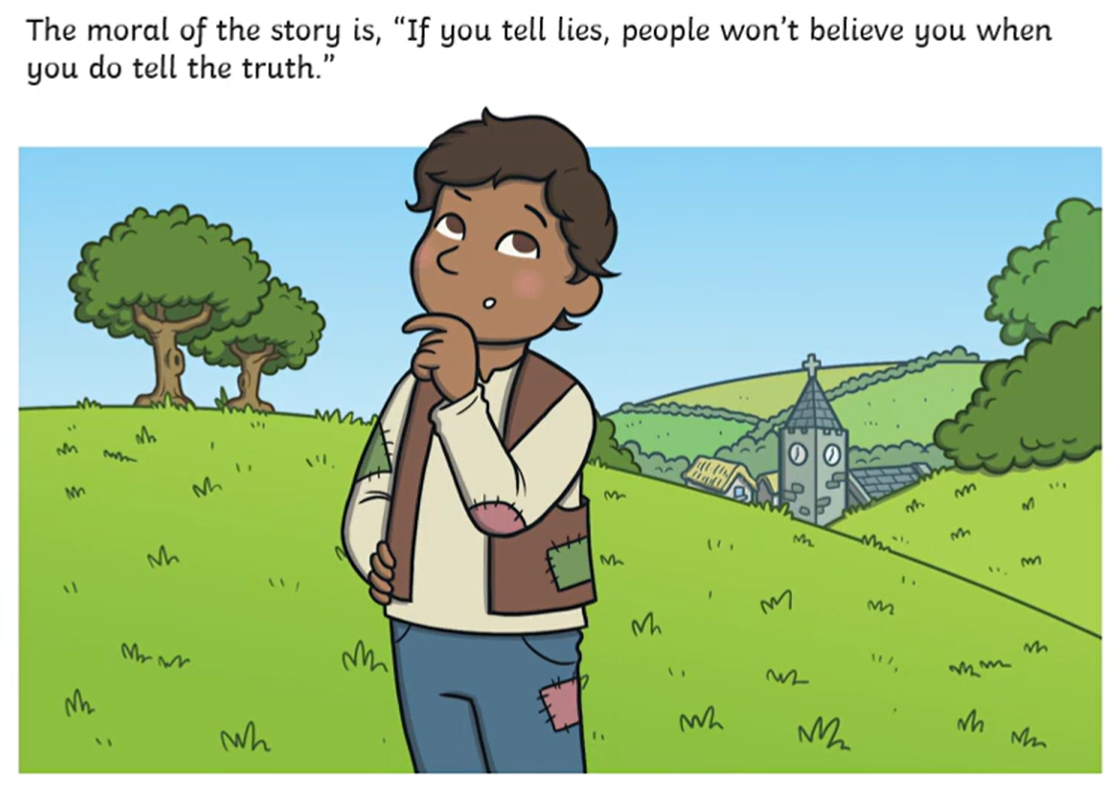 The moral of the story is, “If you tell lies, people won’t believe you when
you do tell the truth.”